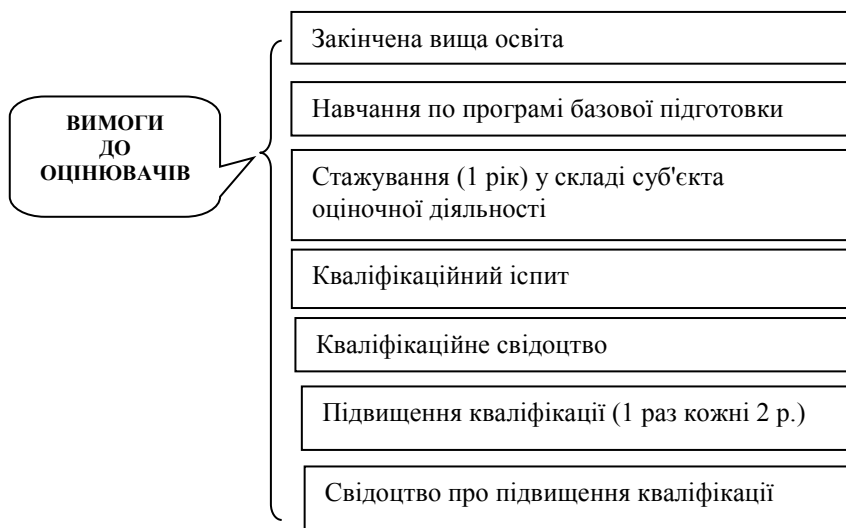 ВИМОГИ
ДО
ОЦІНЮВАЧІВ
Закінчена вища освіта
Навчання по програмі базової підготовки
Стажування (1 рік) у складі суб'єкта
оціночної діяльності
Кваліфікаційний іспит
Кваліфікаційне свідоцтво
Підвищення кваліфікації (1 раз кожні 2 р.)
Свідоцтво про підвищення кваліфікації